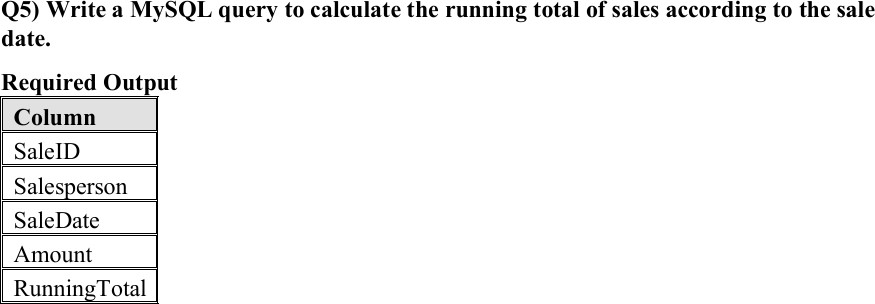 Q5) Write a MySQL query to calculate the running total of sales according to the sale
date.
Required Output
Column
SaleID
Salesperson
SaleDate
Amount
RunningTotal